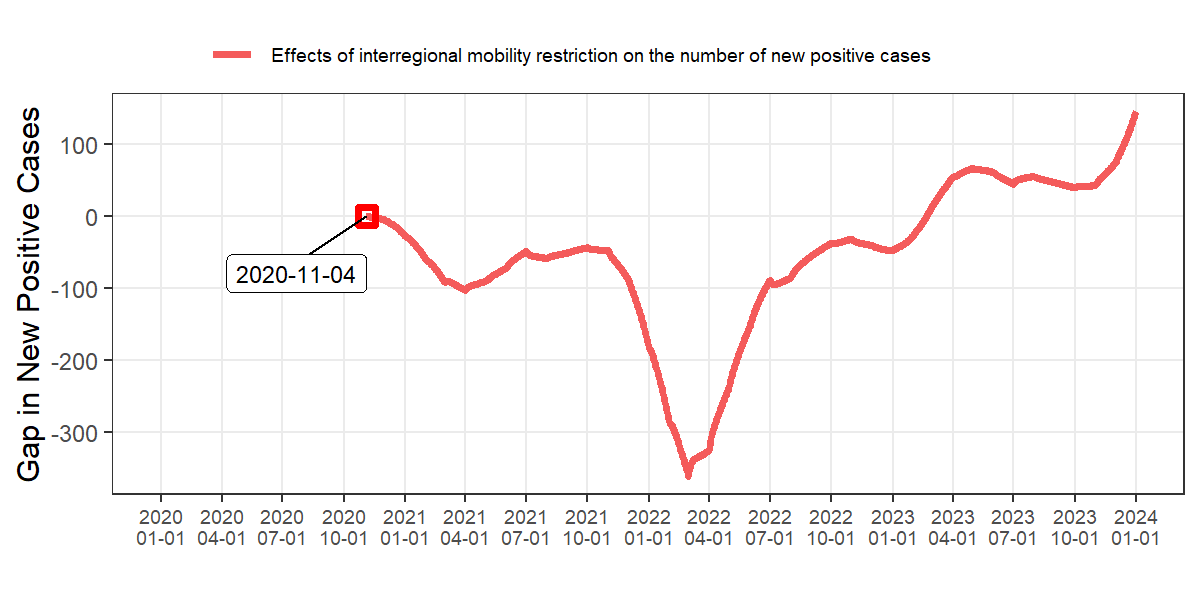 Effects of interregional mobility restriction on the number of new positive cases
Gap in New Positive Cases
100
0
-100
-200
-300
2020-11-04
2020 2020 2020 2020 2021 2021 2021 2021 2022 2022 2022 2022 2023 2023 2023 2023 2024
01-01 04-01 07-01 10-01 01-01 04-01 07-01 10-01 01-01 04-01 07-01 10-01 01-01 04-01 07-01 10-01 01-01